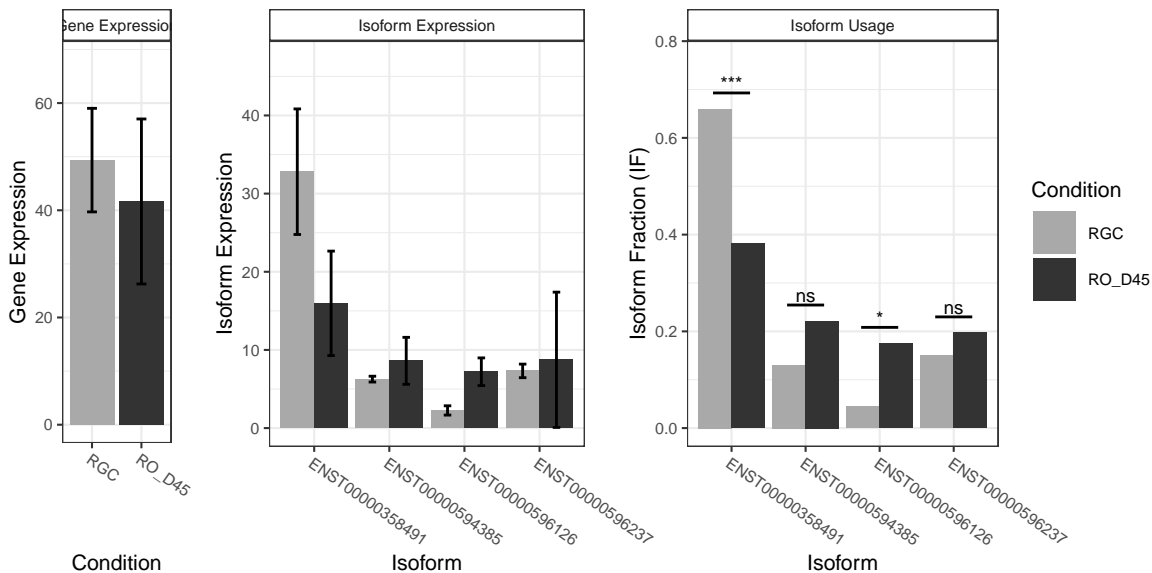 Gene Expression
Isoform Expression
Isoform Usage
Gene Expression
60
40
20
0
RGC
RO_D45
Condition
Isoform Expression
40
30
20
10
0
ENST00000358491
ENST00000594385
ENST00000596126
ENST00000596237
Isoform
Isoform Fraction (IF)
0.8
0.6
0.4
0.2
0.0
***
ns
*
ns
ENST00000358491
ENST00000594385
ENST00000596126
ENST00000596237
Isoform
Condition
RGC
RO_D45